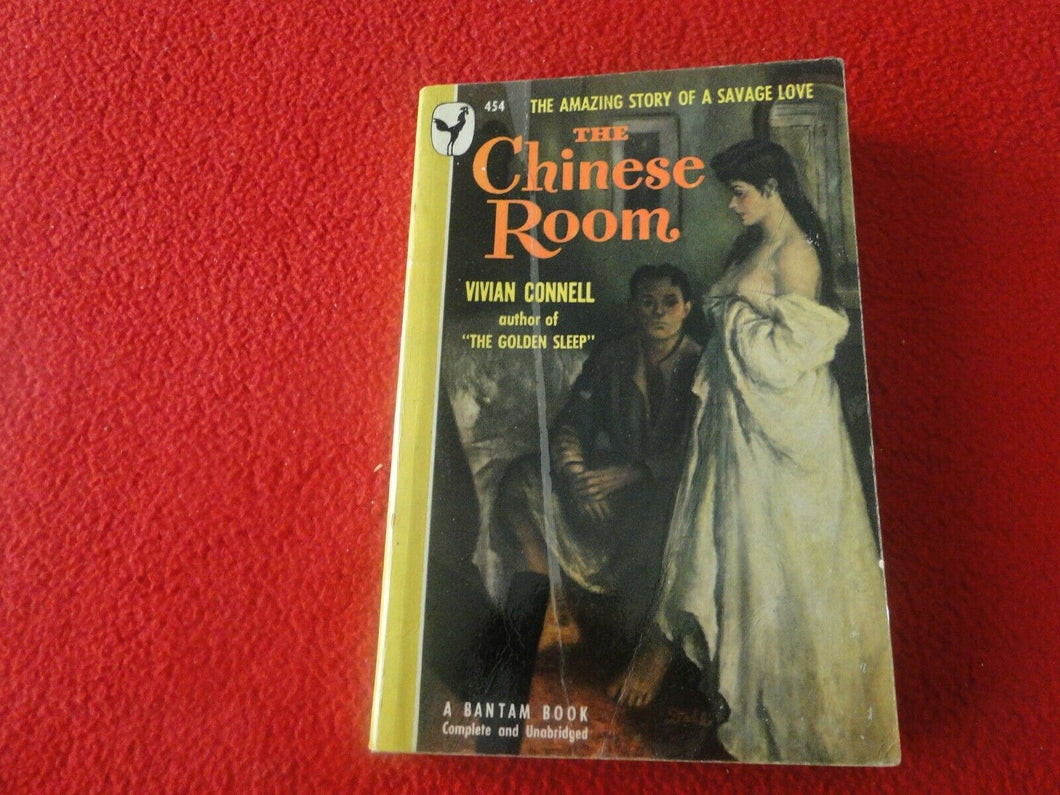 454 THE AMAZING STORY OF A SAVAGE LOVE
THE
Chinese
Room
VIVIAN CONNELL
author of
"THE GOLDEN SLEEP"
A BANTAM BOOK
Complete and Unabridged